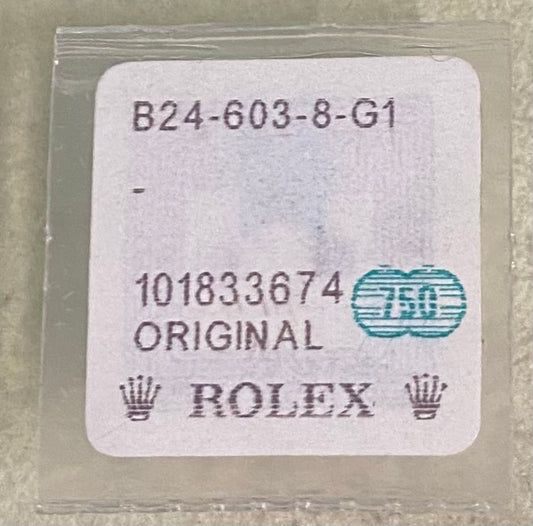 B24-603-8-G1
-
101833674
750
ORIGINAL
ROLEX